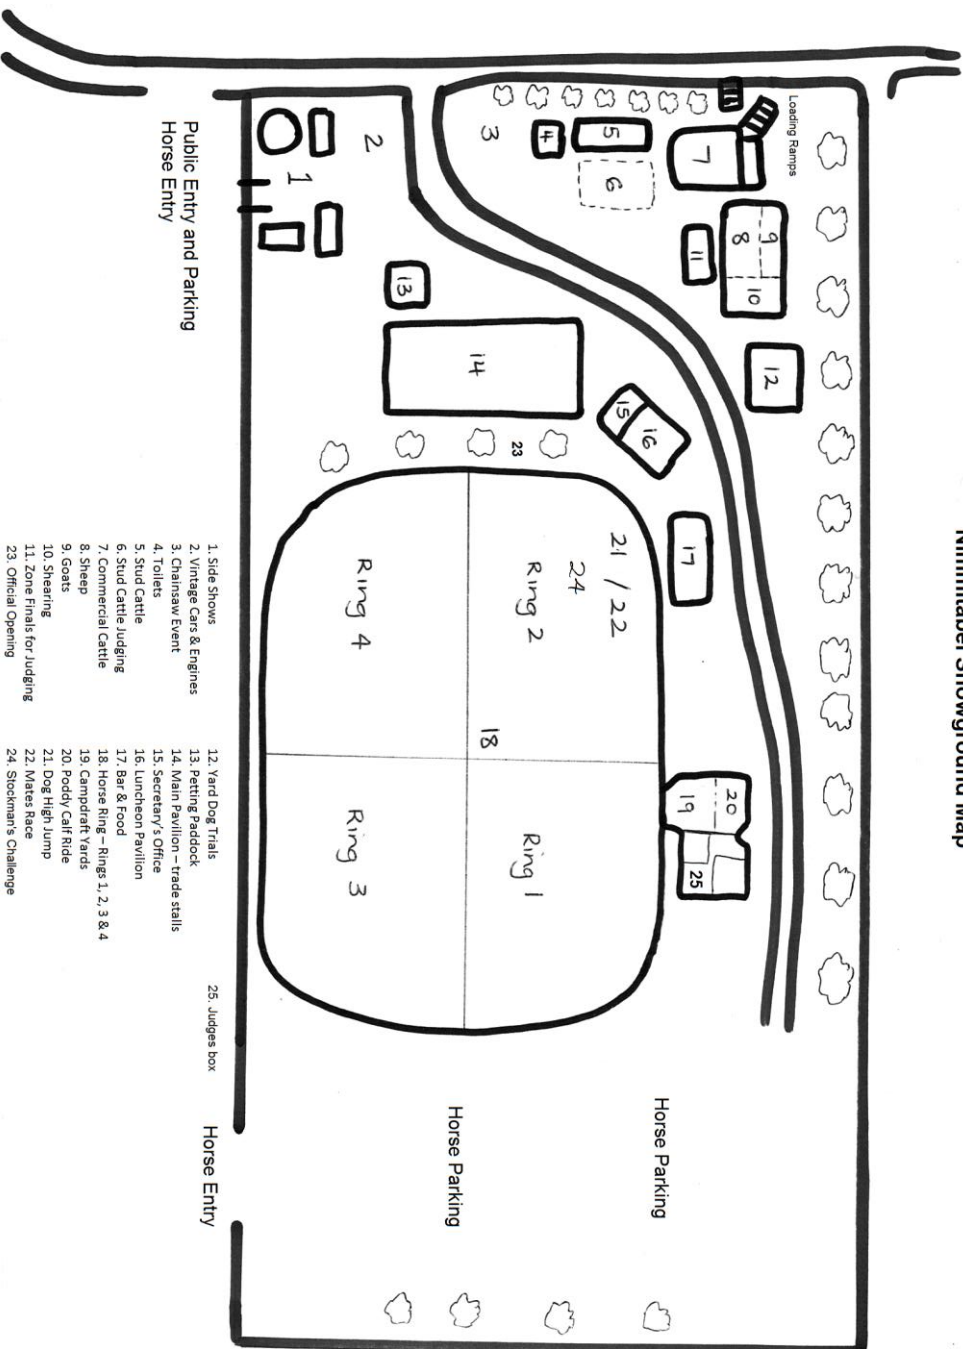 Nimmitabel Showground Map
Loading Ramps
3
4
5
6
7
9
8
10
11
12
2
1
13
14
15
16
17
23
21 / 22
24
Ring 2
Ring 4
18
Ring 1
Ring 3
20
19
25
Public Entry and Parking
Horse Entry
Horse Parking
Horse Parking
Horse Entry
1. Side Shows
2. Vintage Cars & Engines
3. Chainsaw Event
4. Toilets
5. Stud Cattle
6. Stud Cattle Judging
7. Commercial Cattle
8. Sheep
9. Goats
10. Shearing
11. Zone Finals for Judging
23. Official Opening
12. Yard Dog Trials
13. Petting Paddock
14. Main Pavilion – trade stalls
15. Secretary's Office
16. Luncheon Pavilion
17. Bar & Food
18. Horse Ring – Rings 1, 2, 3 & 4
19. Campdraft Yards
20. Poddy Calf Ride
21. Dog High Jump
22. Mates Race
24. Stockman's Challenge
25. Judges box